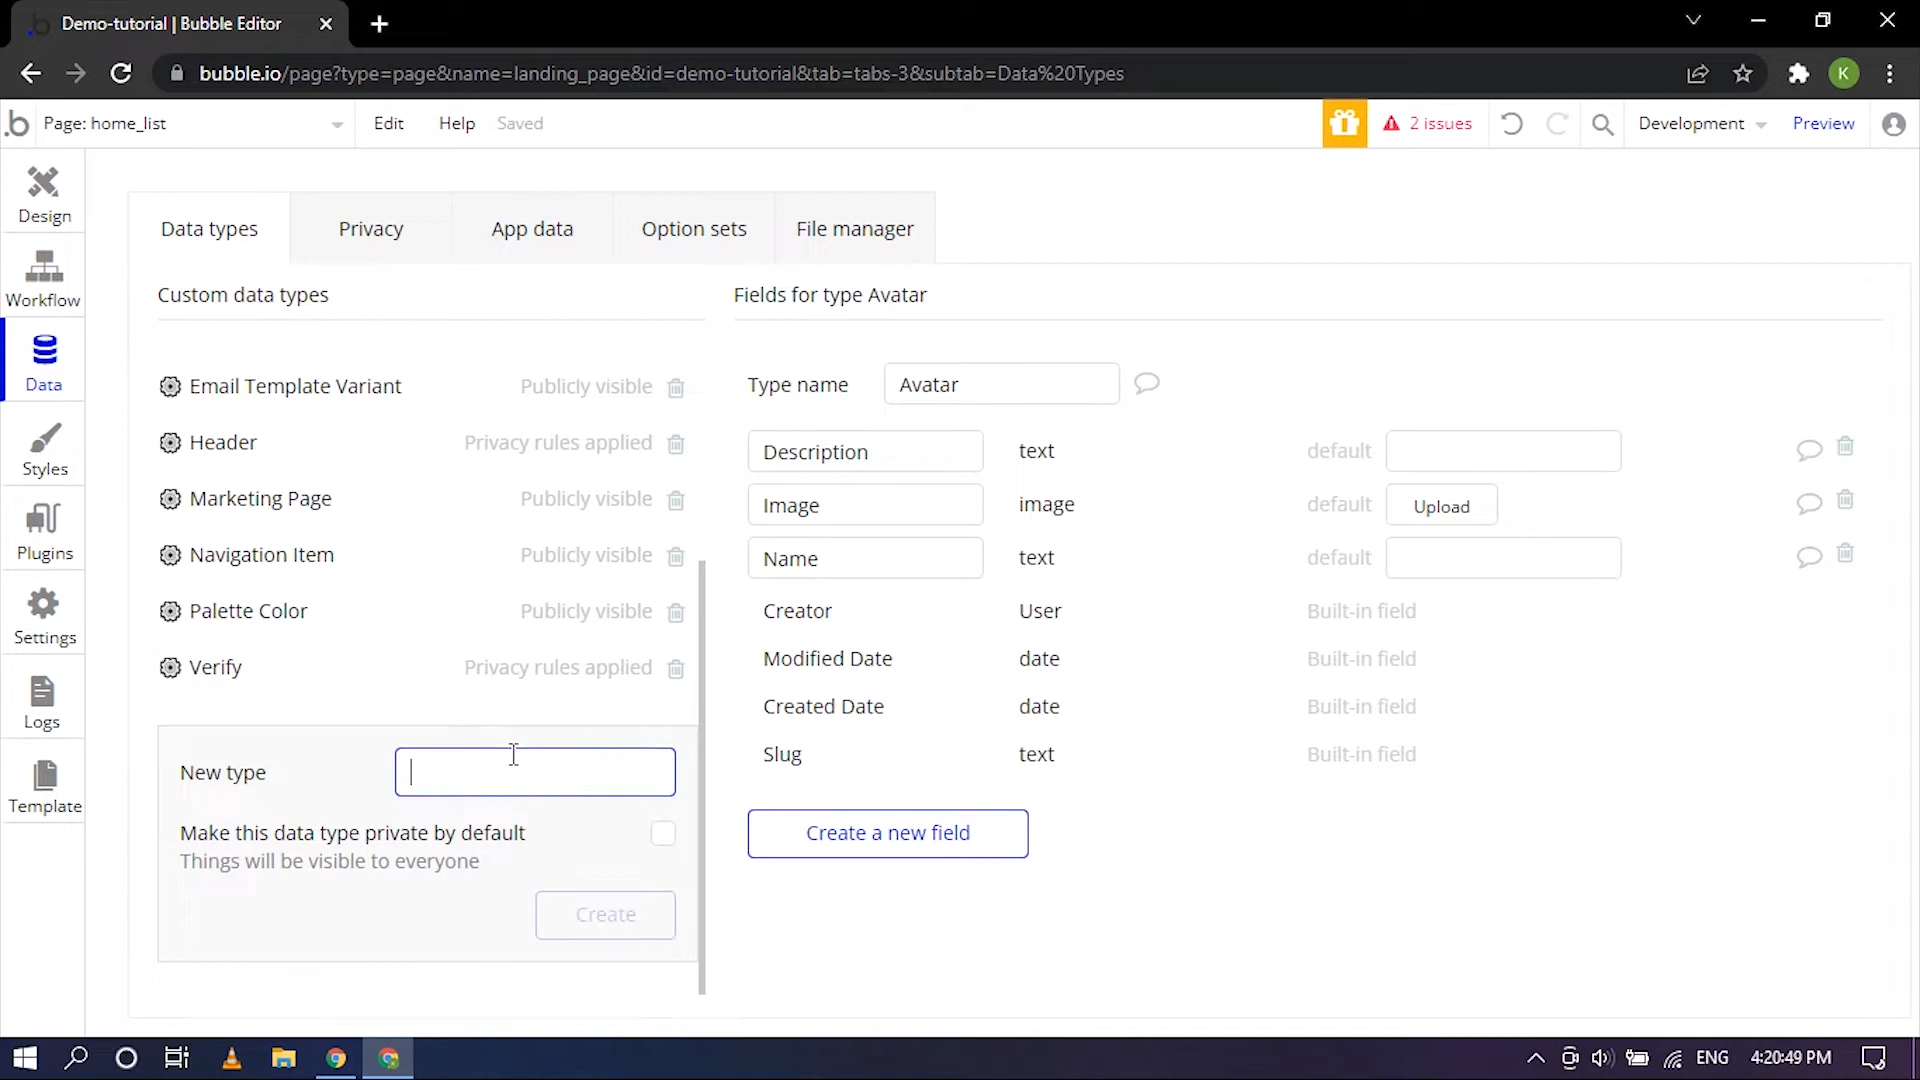 Demo-tutorial | Bubble Editor
bubble.io/page?type=page&name=landing_page&id=demo-tutorial&tab=tabs-3&subtab=Data%20Types
K
.b Page: home_list Edit Help Saved 2 issues Development Preview
Design
Workflow
Data
Styles
Plugins
Settings
Logs
Template
Data types Privacy App data Option sets File manager
Custom data types
Email Template Variant Publicly visible
Header Privacy rules applied
Marketing Page Publicly visible
Navigation Item Publicly visible
Palette Color Publicly visible
Verify Privacy rules applied
New type
Make this data type private by default
Things will be visible to everyone
Create
Fields for type Avatar
Type name Avatar
Description text default
Image image default Upload
Name text default
Creator User Built-in field
Modified Date date Built-in field
Created Date date Built-in field
Slug text Built-in field
Create a new field
ENG 4:20:49 PM